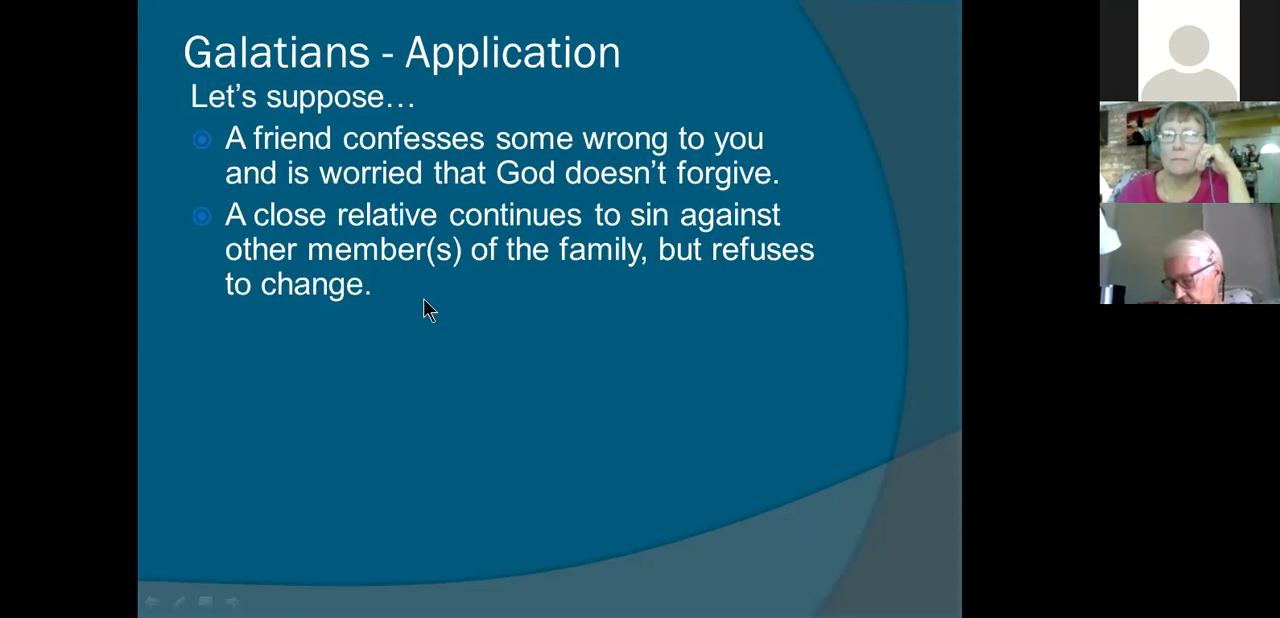 Galatians - Application
Let’s suppose…
A friend confesses some wrong to you
and is worried that God doesn’t forgive.
A close relative continues to sin against
other member(s) of the family, but refuses
to change.